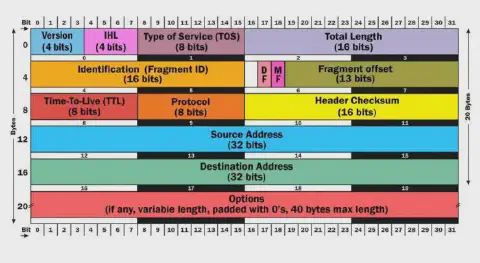 Bit 0 1 2 3 4 5 6 7 8 9 10 11 12 13 14 15 16 17 18 19 20 21 22 23 24 25 26 27 28 29 30 31
0
Version
(4 bits)
IHL
(4 bits)
Type of Service (TOS)
(8 bits)
Total Length
(16 bits)
0 1 2 3
4
Identification (Fragment ID)
(16 bits)
D
F
M
F
Fragment offset
(13 bits)
4 5 6 7
8
Time-To-Live (TTL)
(8 bits)
Protocol
(8 bits)
Header Checksum
(16 bits)
8 9 10 11
12
Source Address
(32 bits)
12 13 14 15
16
Destination Address
(32 bits)
16 17 18 19
20
Options
(if any, variable length, padded with 0's, 40 bytes max length)
Bytes
20 Bytes
Bit 0 1 2 3 4 5 6 7 8 9 10 11 12 13 14 15 16 17 18 19 20 21 22 23 24 25 26 27 28 29 30 31